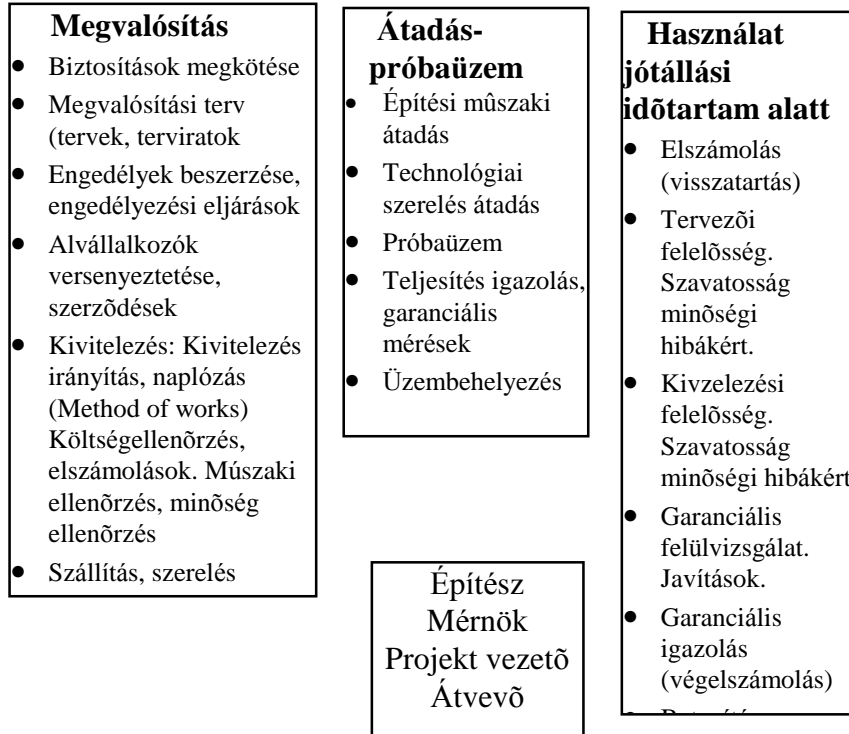 Megvalósítás
• Biztosítások megkötése
• Megvalósítási terv
(tervek, terviratok
• Engedélyek beszerzése,
engedélyezési eljárások
• Alvállalkozók
versenyeztetése,
szerzõdések
• Kivitelezés: Kivitelezés
irányítás, naplózás
(Method of works)
Költségellenõrzés,
elszámolások. Múszaki
ellenõrzés, minõség
ellenõrzés
• Szállítás, szerelés
Átadás-
próbaüzem
• Építési mûszaki
átadás
• Technológiai
szerelés átadás
• Próbaüzem
• Teljesítés igazolás,
garanciális
mérések
• Üzembehelyezés
Használat
jótállási
idõtartam alatt
• Elszámolás
(visszatartás)
• Tervezõi
felelõsség.
Szavatosság
minõségi
hibákért.
• Kivzelezési
felelõsség.
Szavatosság
minõségi hibákért
• Garanciális
felülvizsgálat.
Javítások.
• Garanciális
igazolás
(végelszámolás)
Építész
Mérnök
Projekt vezetõ
Átvevõ